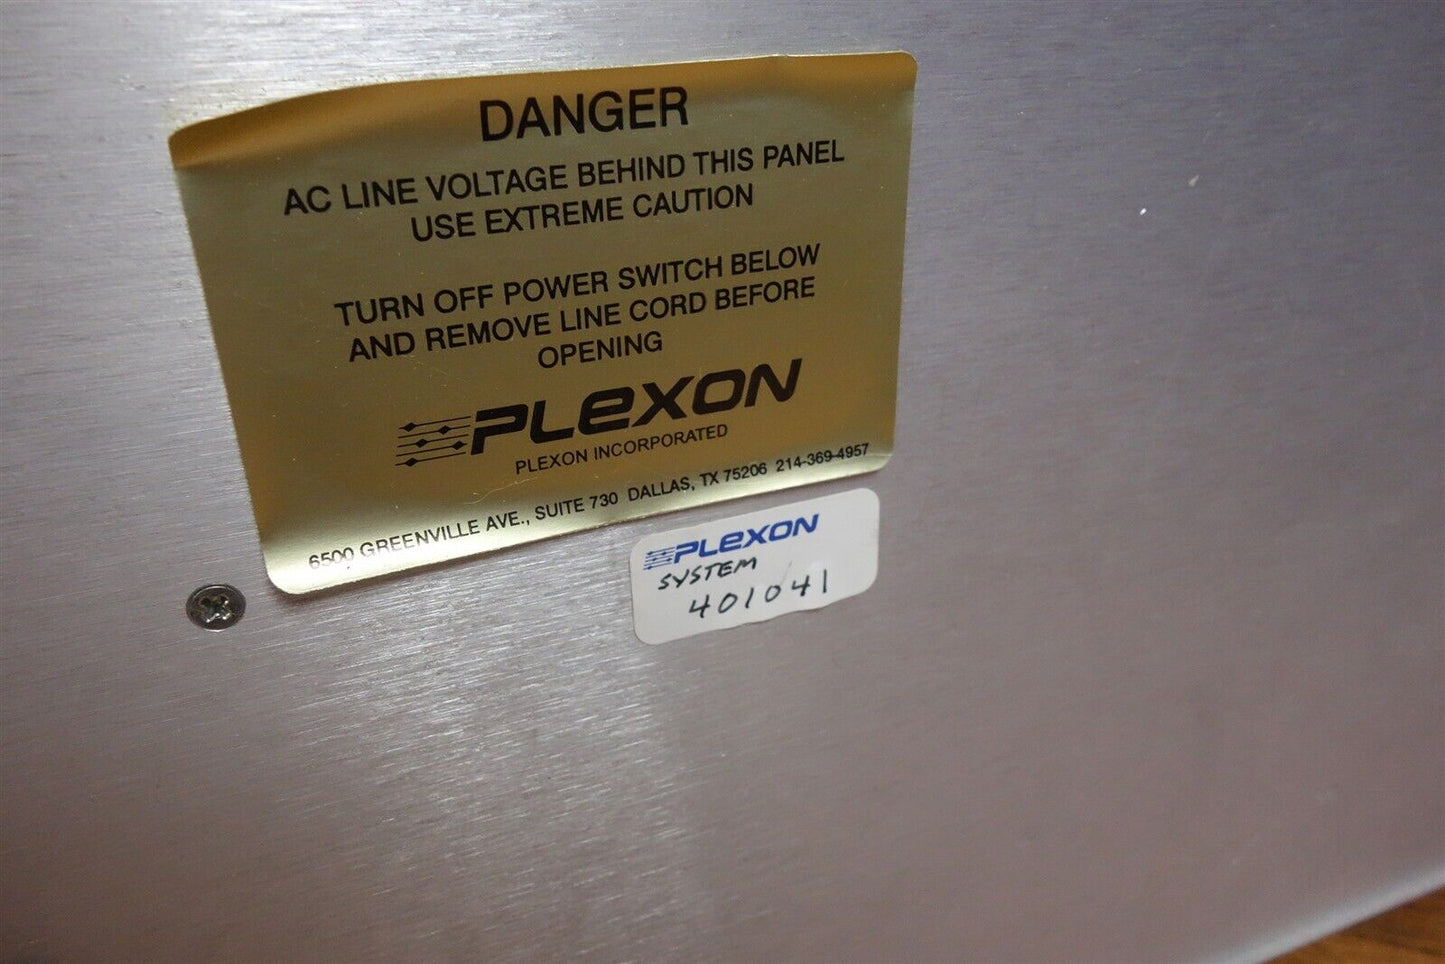 DANGER
AC LINE VOLTAGE BEHIND THIS PANEL
USE EXTREME CAUTION
TURN OFF POWER SWITCH BELOW
AND REMOVE LINE CORD BEFORE
OPENING
PLEXON
PLEXON INCORPORATED
6500 GREENVILLE AVE., SUITE 730 DALLAS, TX 75206 214-369-4957
PLEXON
SYSTEM
401041